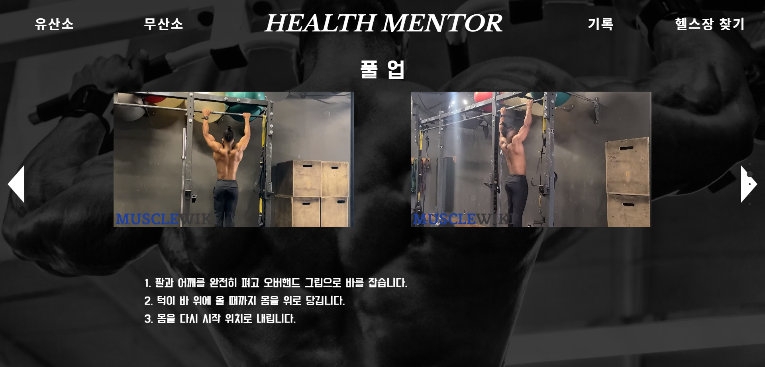 유산소
무산소
HEALTH MENTOR
기록
헬스장 찾기
풀 업
MUSCLEWIK
MUSCLEWIK
1. 팔과 어깨를 완전히 펴고 오버핸드 그립으로 바를 잡습니다.
2. 턱이 바 위에 올 때까지 몸을 위로 당깁니다.
3. 몸을 다시 시작 위치로 내립니다.